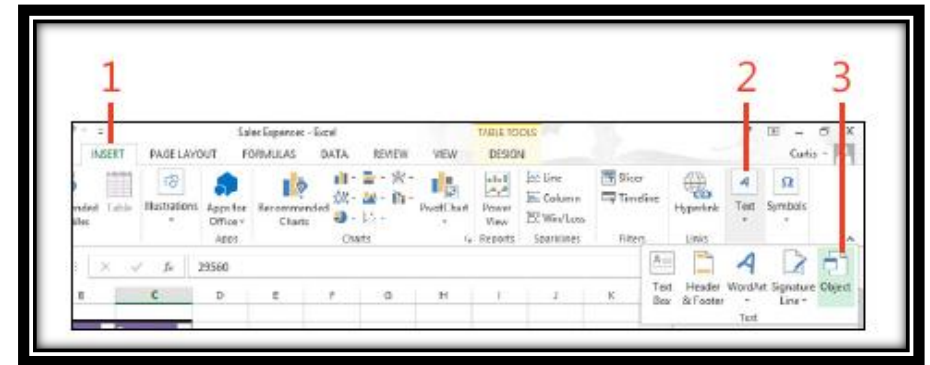 1 2 3
Sales Expenses - Excel TABLE TOOLS ?
INSERT PAGE LAYOUT FORMULAS DATA REVIEW VIEW DESIGN Curtis
Table Illustrations Apps for Office Recommended Charts PivotChart Power View Line Column Win/Loss Slicer Timeline Hyperlink Text Symbols
Apps Charts Reports Sparklines Filters Links
fx 29560
B C D E F G H I J K
Text Box Header & Footer WordArt Signature Line Object
Text